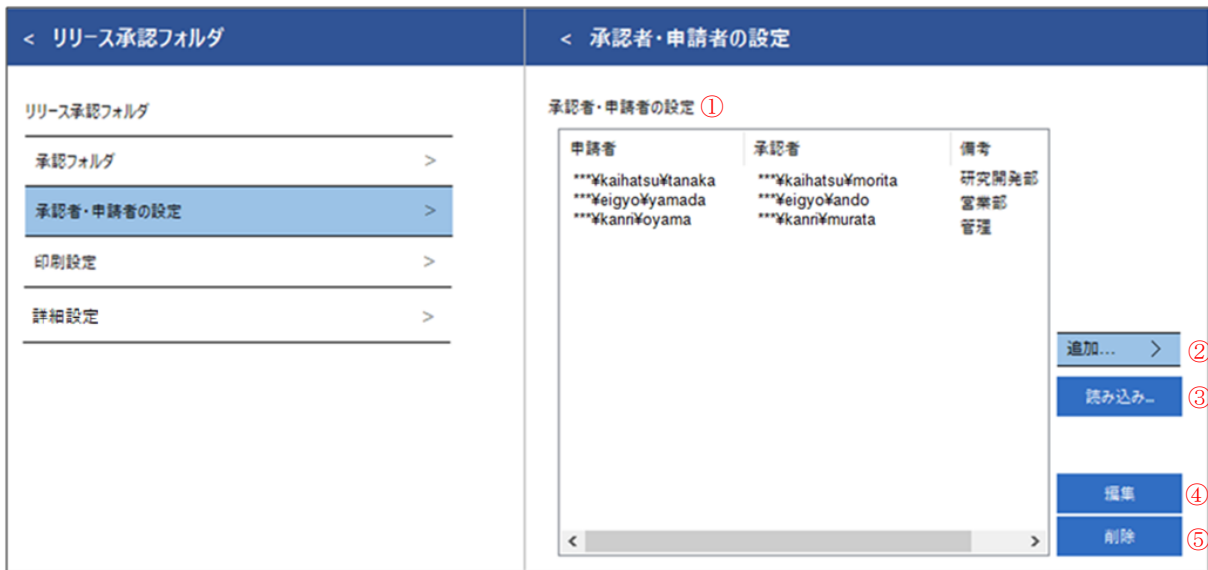 < リリース承認フォルダ
リリース承認フォルダ
承認フォルダ >
承認者・申請者の設定 >
印刷設定 >
詳細設定 >
< 承認者・申請者の設定
承認者・申請者の設定 ①
申請者 承認者 備考
***¥kaihatsu¥tanaka ***¥kaihatsu¥morita 研究開発部
***¥eigyo¥yamada ***¥eigyo¥ando 営業部
***¥kanri¥oyama ***¥kanri¥murata 管理
追加... > ②
読み込み... ③
編集 ④
削除 ⑤
< >